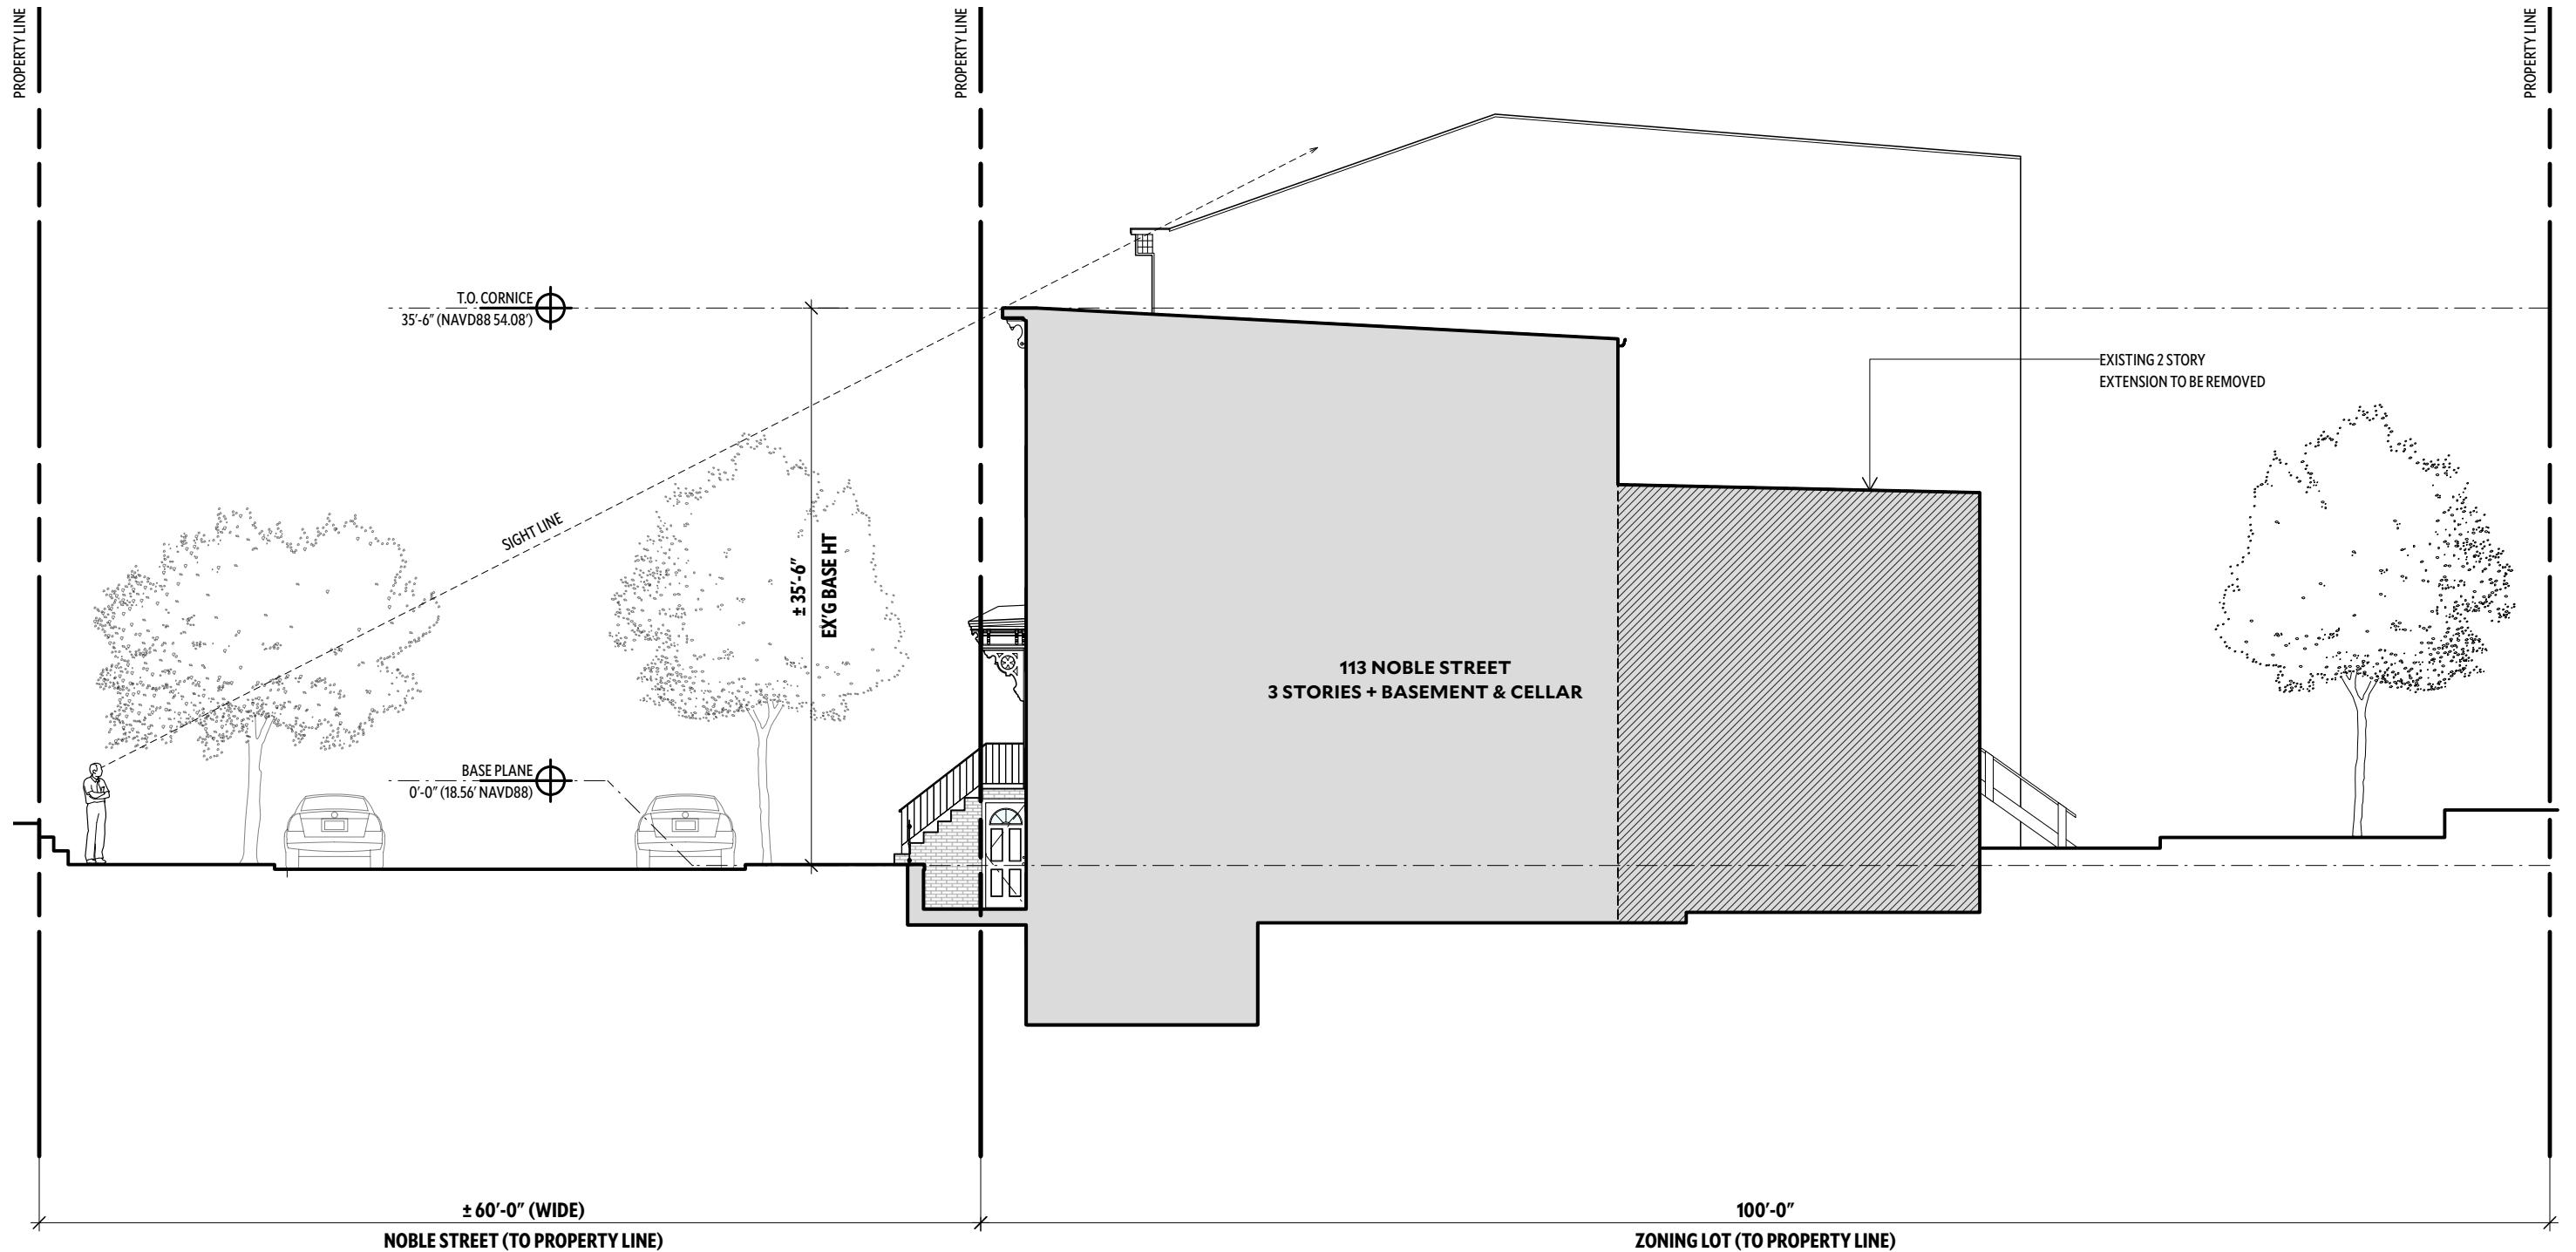 PROPERTY LINE
PROPERTY LINE
PROPERTY LINE
T.O. CORNICE
35'-6" (NAVD88 54.08')
EXISTING 2 STORY
EXTENSION TO BE REMOVED
SIGHT LINE
± 35'-6"
EX'G BASE HT
113 NOBLE STREET
3 STORIES + BASEMENT & CELLAR
BASE PLANE
0'-0" (18.56' NAVD88)
± 60'-0" (WIDE)
NOBLE STREET (TO PROPERTY LINE)
100'-0"
ZONING LOT (TO PROPERTY LINE)